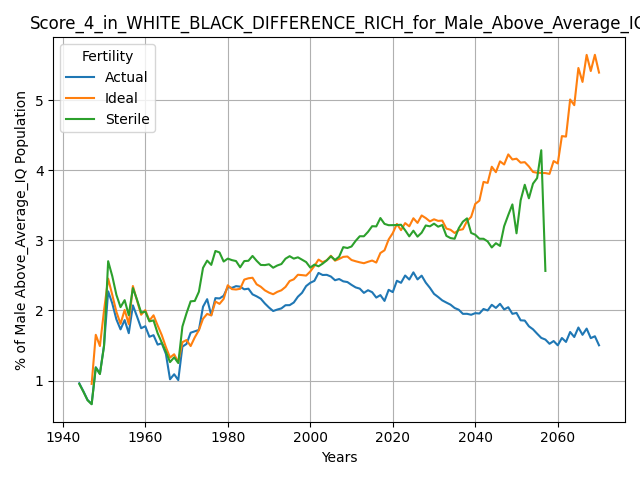 Score_4_in_WHITE_BLACK_DIFFERENCE_RICH_for_Male_Above_Average_IQ
Fertility
Actual
Ideal
Sterile
% of Male Above_Average_IQ Population
5
4
3
2
1
1940 1960 1980 2000 2020 2040 2060
Years